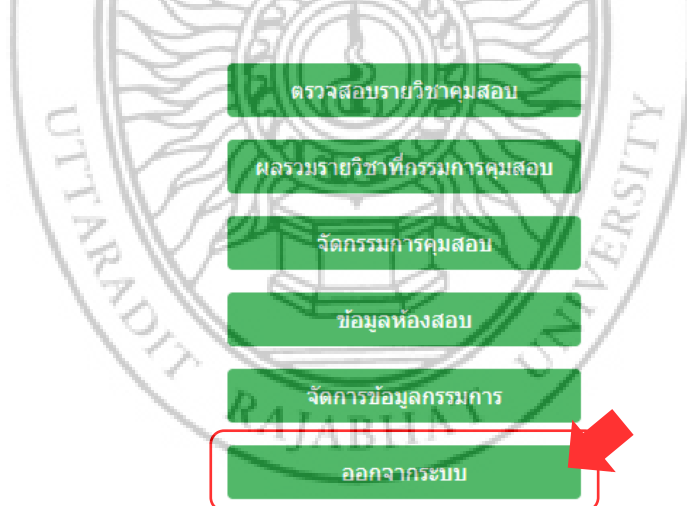 ตรวจสอบรายวิชาคุมสอบ
ผลรวมรายวิชาที่กรรมการคุมสอบ
จัดกรรมการคุมสอบ
ข้อมูลห้องสอบ
จัดการข้อมูลกรรมการ
ออกจากระบบ
UTTARADIT RAJABHAT UNIVERSITY